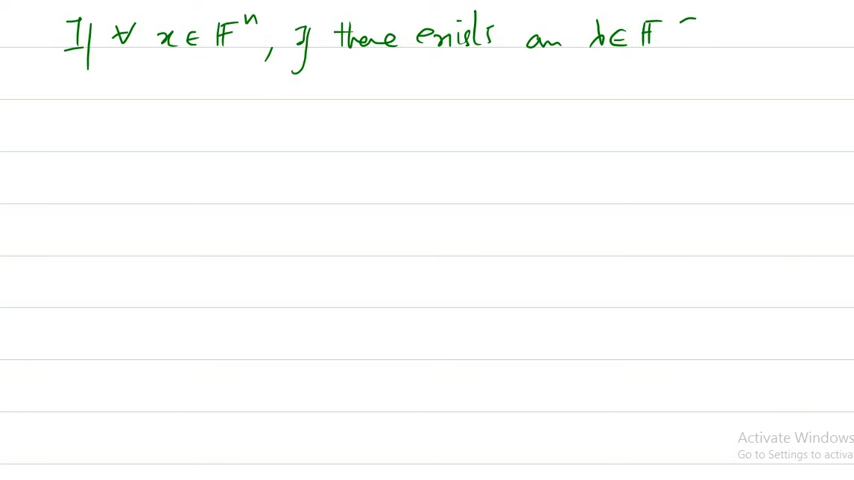 If ∀ x ∈ 𝔽ⁿ, if there exists an λ ∈ 𝔽
Activate Windows
Go to Settings to activa